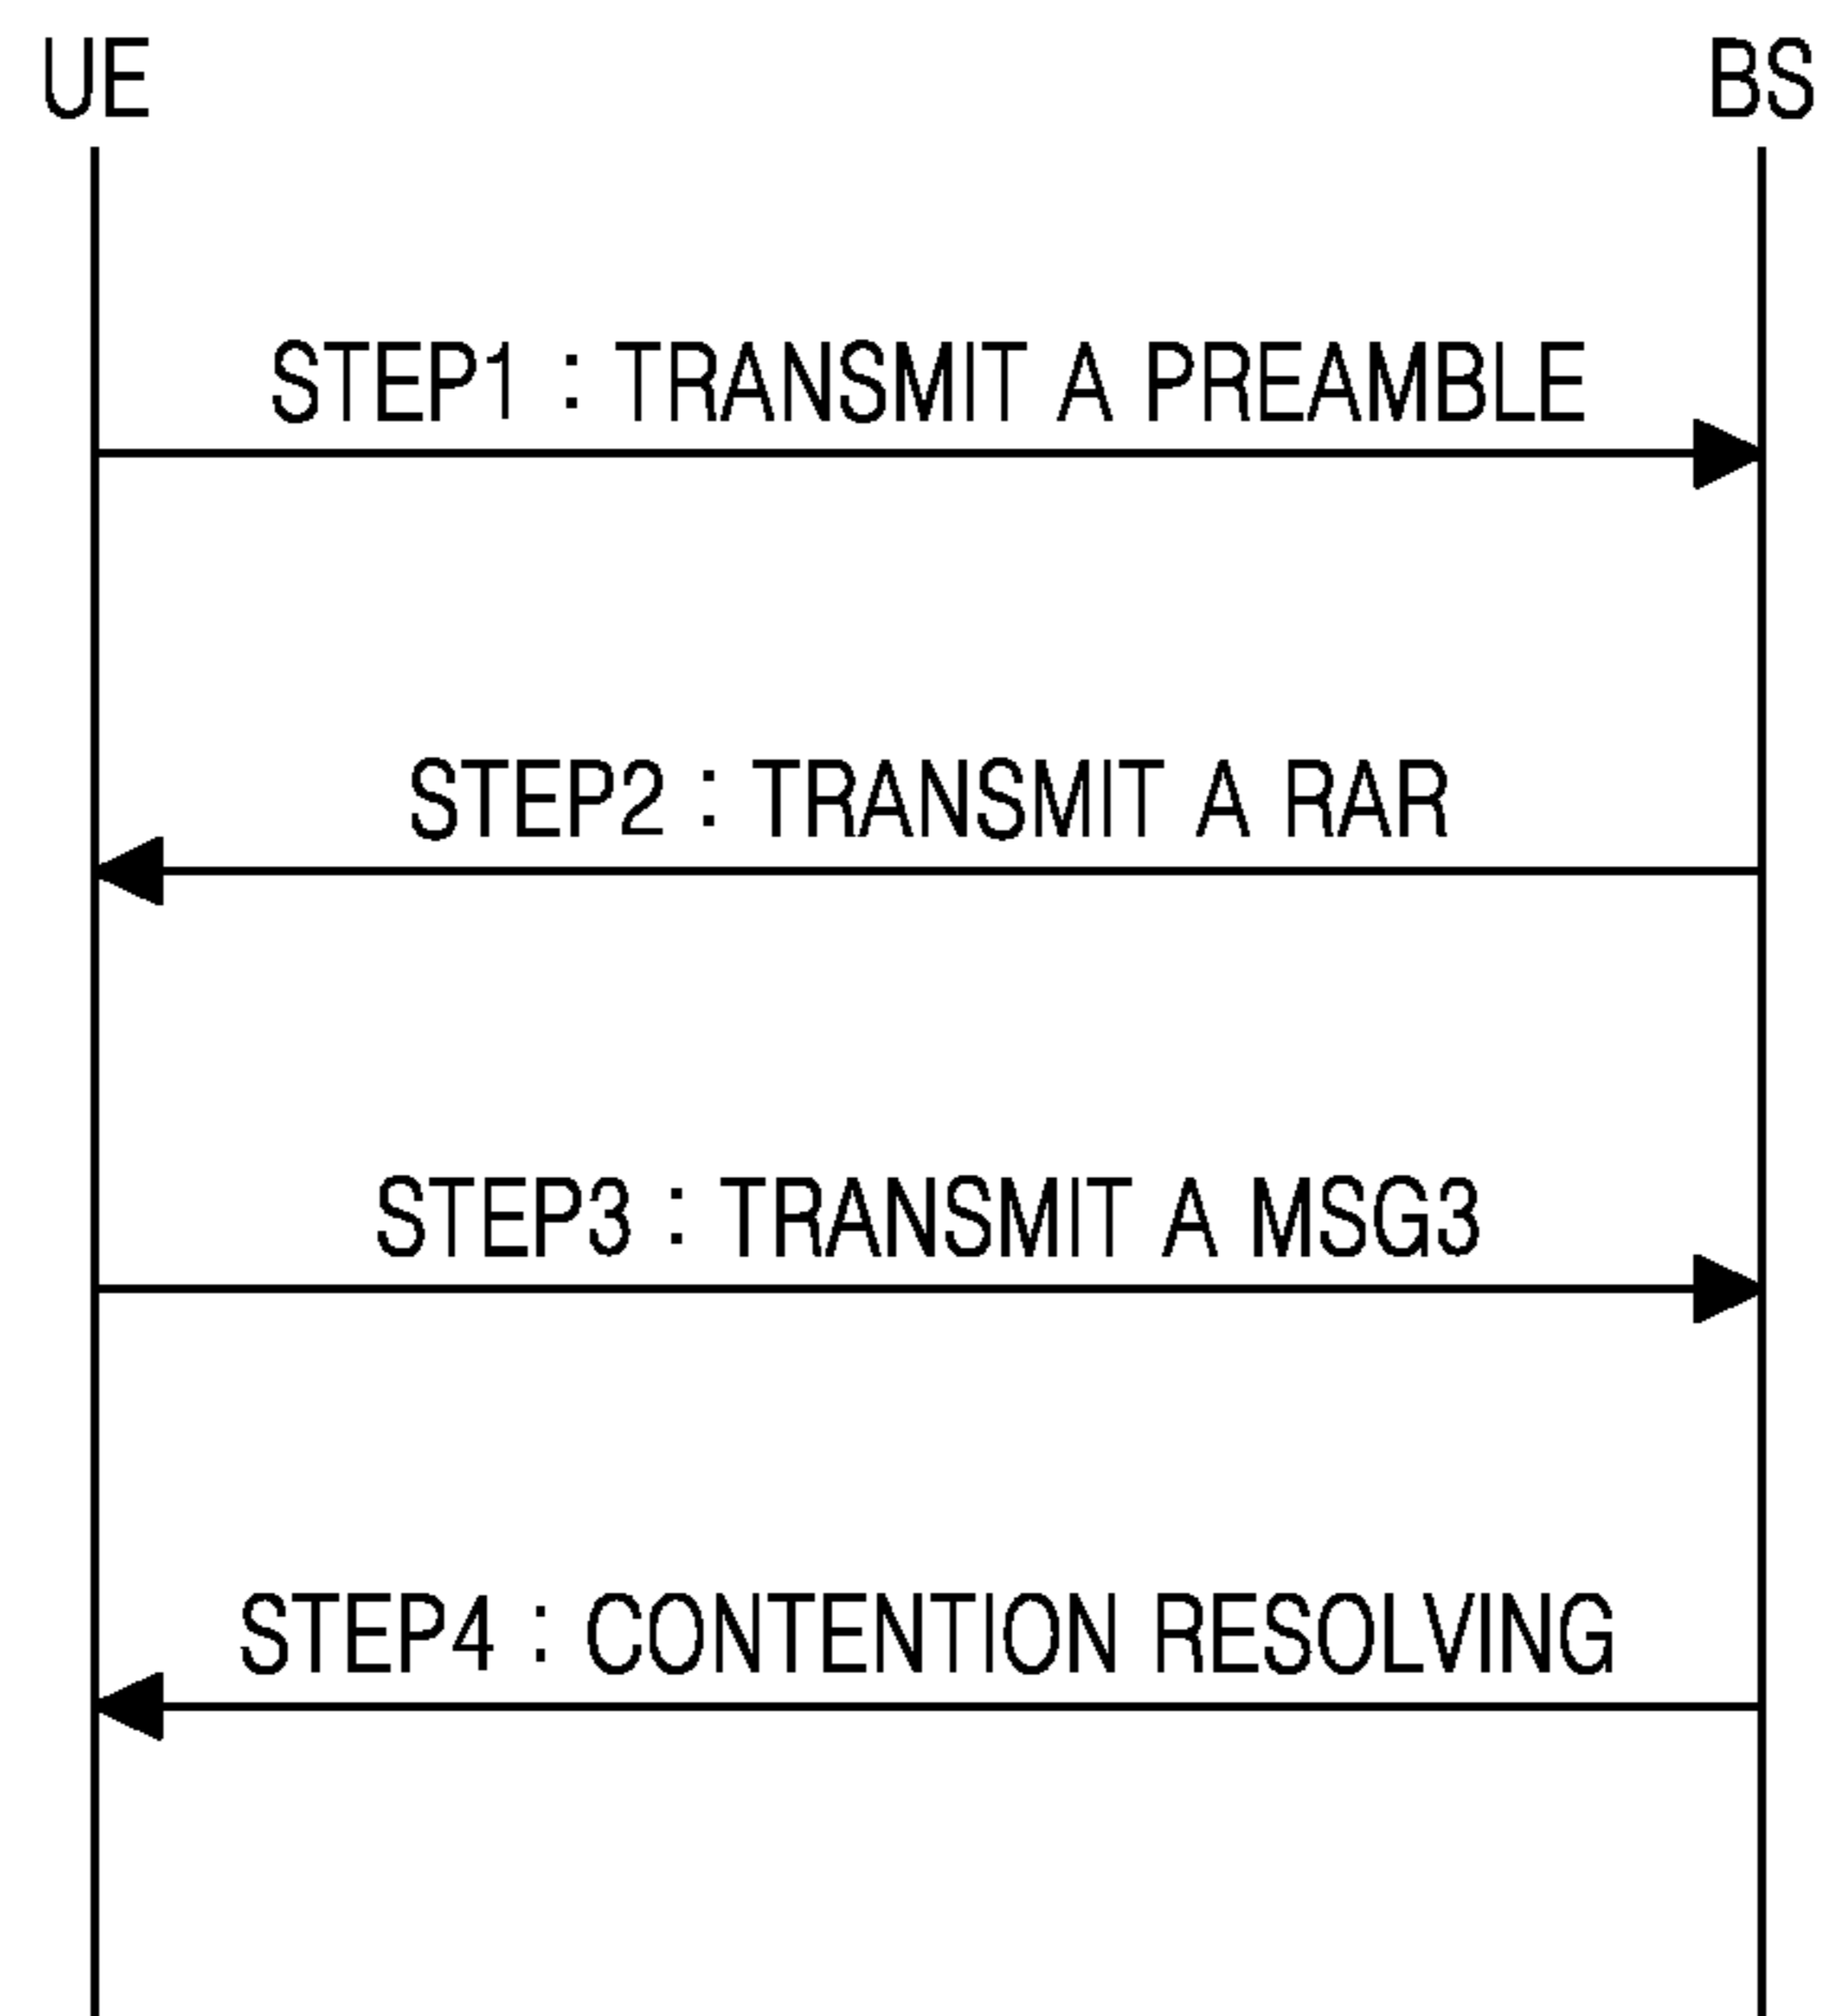 UE
BS
STEP1 : TRANSMIT A PREAMBLE
STEP2 : TRANSMIT A RAR
STEP3 : TRANSMIT A MSG3
STEP4 : CONTENTION RESOLVING